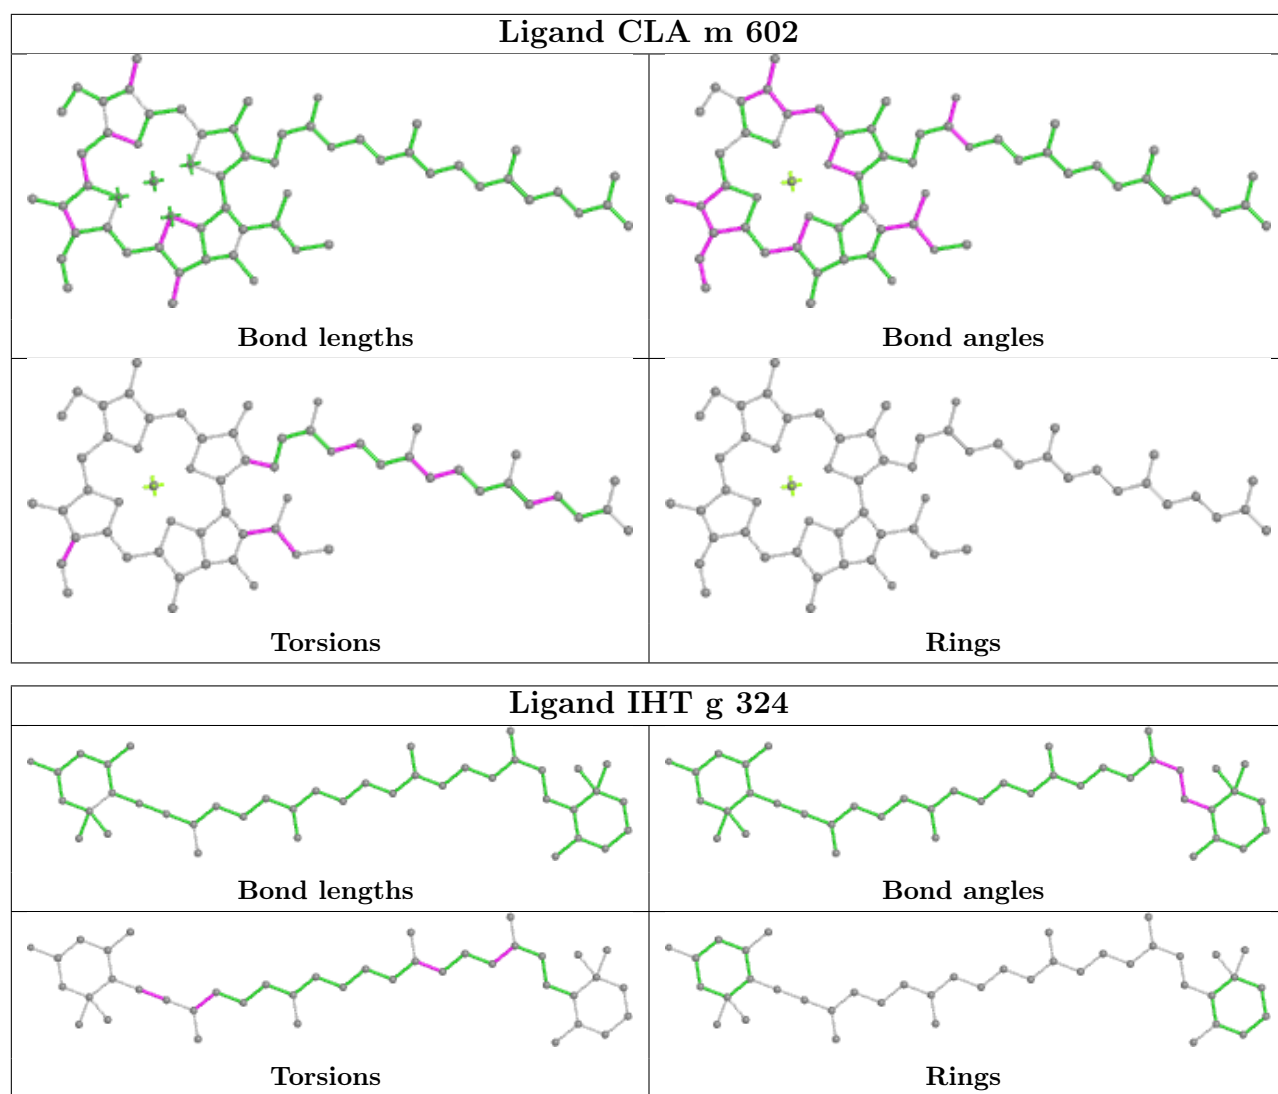 Ligand CLA m 602
Bond lengths
Bond angles
Torsions
Rings
Ligand IHT g 324
Bond lengths
Bond angles
Torsions
Rings